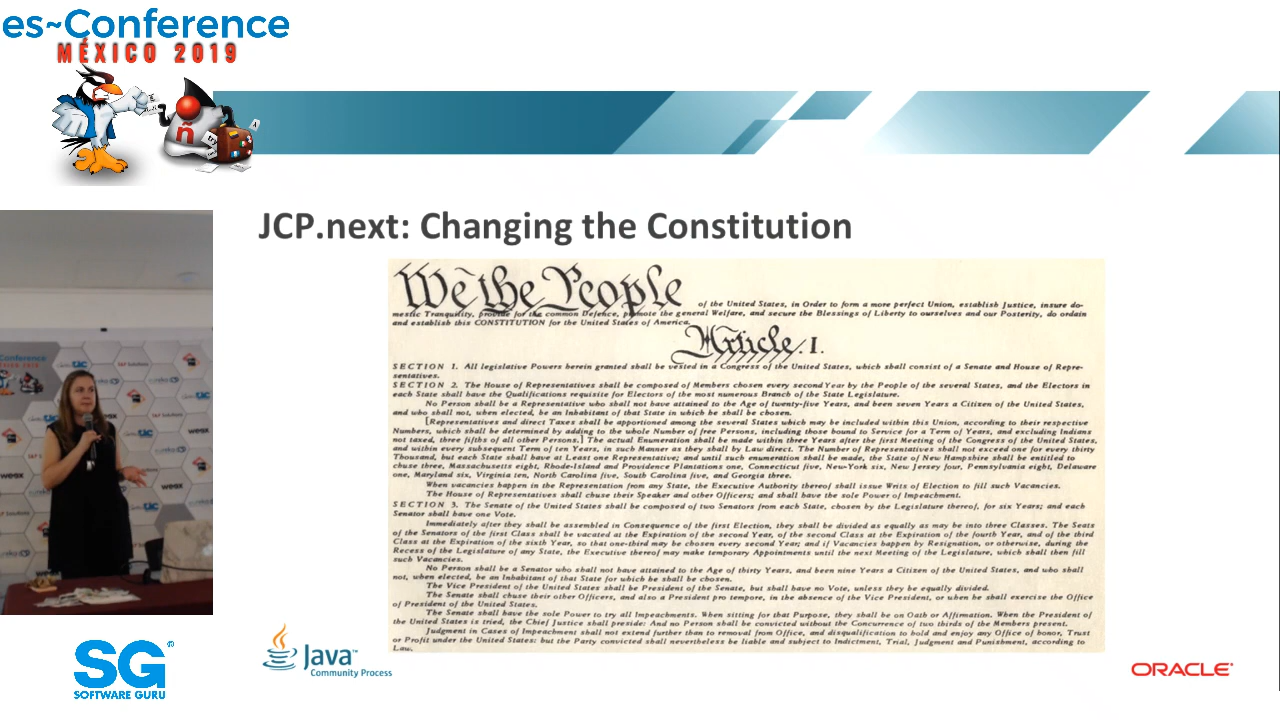 es~Conference
MÉXICO 2019
JCP.next: Changing the Constitution
We the People of the United States, in Order to form a more perfect Union, establish Justice, insure do-
mestic Tranquility, provide for the common Defence, promote the general Welfare, and secure the Blessings of Liberty to ourselves and our Posterity, do ordain
and establish this CONSTITUTION for the United States of America.
Article. I.
SECTION 1. All legislative Powers herein granted shall be vested in a Congress of the United States, which shall consist of a Senate and House of Repre-
sentatives.
SECTION 2. The House of Representatives shall be composed of Members chosen every second Year by the People of the several States, and the Electors in
each State shall have the Qualifications requisite for Electors of the most numerous Branch of the State Legislature.
No Person shall be a Representative who shall not have attained to the Age of twenty-five Years, and been seven Years a Citizen of the United States,
and who shall not, when elected, be an Inhabitant of that State in which he shall be chosen.
[Representatives and direct Taxes shall be apportioned among the several States which may be included within this Union, according to their respective
Numbers, which shall be determined by adding to the whole Number of free Persons, including those bound to Service for a Term of Years, and excluding Indians
not taxed, three fifths of all other Persons.] The actual Enumeration shall be made within three Years after the first Meeting of the Congress of the United States,
and within every subsequent Term of ten Years, in such Manner as they shall by Law direct. The Number of Representatives shall not exceed one for every thirty
Thousand, but each State shall have at Least one Representative; and until such enumeration shall be made, the State of New Hampshire shall be entitled to
chuse three, Massachusetts eight, Rhode-Island and Providence Plantations one, Connecticut five, New-York six, New Jersey four, Pennsylvania eight, Delaware
one, Maryland six, Virginia ten, North Carolina five, South Carolina five, and Georgia three.
When vacancies happen in the Representation from any State, the Executive Authority thereof shall issue Writs of Election to fill such Vacancies.
The House of Representatives shall chuse their Speaker and other Officers; and shall have the sole Power of Impeachment.
SECTION 3. The Senate of the United States shall be composed of two Senators from each State, chosen by the Legislature thereof, for six Years; and each
Senator shall have one Vote.
Immediately after they shall be assembled in Consequence of the first Election, they shall be divided as equally as may be into three Classes. The Seats
of the Senators of the first Class shall be vacated at the Expiration of the second Year, of the second Class at the Expiration of the fourth Year, and of the third
Class at the Expiration of the sixth Year, so that one-third may be chosen every second Year; and if Vacancies happen by Resignation, or otherwise, during the
Recess of the Legislature of any State, the Executive thereof may make temporary Appointments until the next Meeting of the Legislature, which shall then fill
such Vacancies.
No Person shall be a Senator who shall not have attained to the Age of thirty Years, and been nine Years a Citizen of the United States, and who shall
not, when elected, be an Inhabitant of that State for which he shall be chosen.
The Vice President of the United States shall be President of the Senate, but shall have no Vote, unless they be equally divided.
The Senate shall chuse their other Officers, and also a President pro tempore, in the absence of the Vice President, or when he shall exercise the Office
of President of the United States.
The Senate shall have the sole Power to try all Impeachments. When sitting for that Purpose, they shall be on Oath or Affirmation. When the President of
the United States is tried, the Chief Justice shall preside: And no Person shall be convicted without the Concurrence of two thirds of the Members present.
Judgment in Cases of Impeachment shall not extend further than to removal from Office, and disqualification to hold and enjoy any Office of honor, Trust
or Profit under the United States: but the Party convicted shall nevertheless be liable and subject to Indictment, Trial, Judgment and Punishment, according to
Law.
SG
SOFTWARE GURU
Java™
Community Process
ORACLE